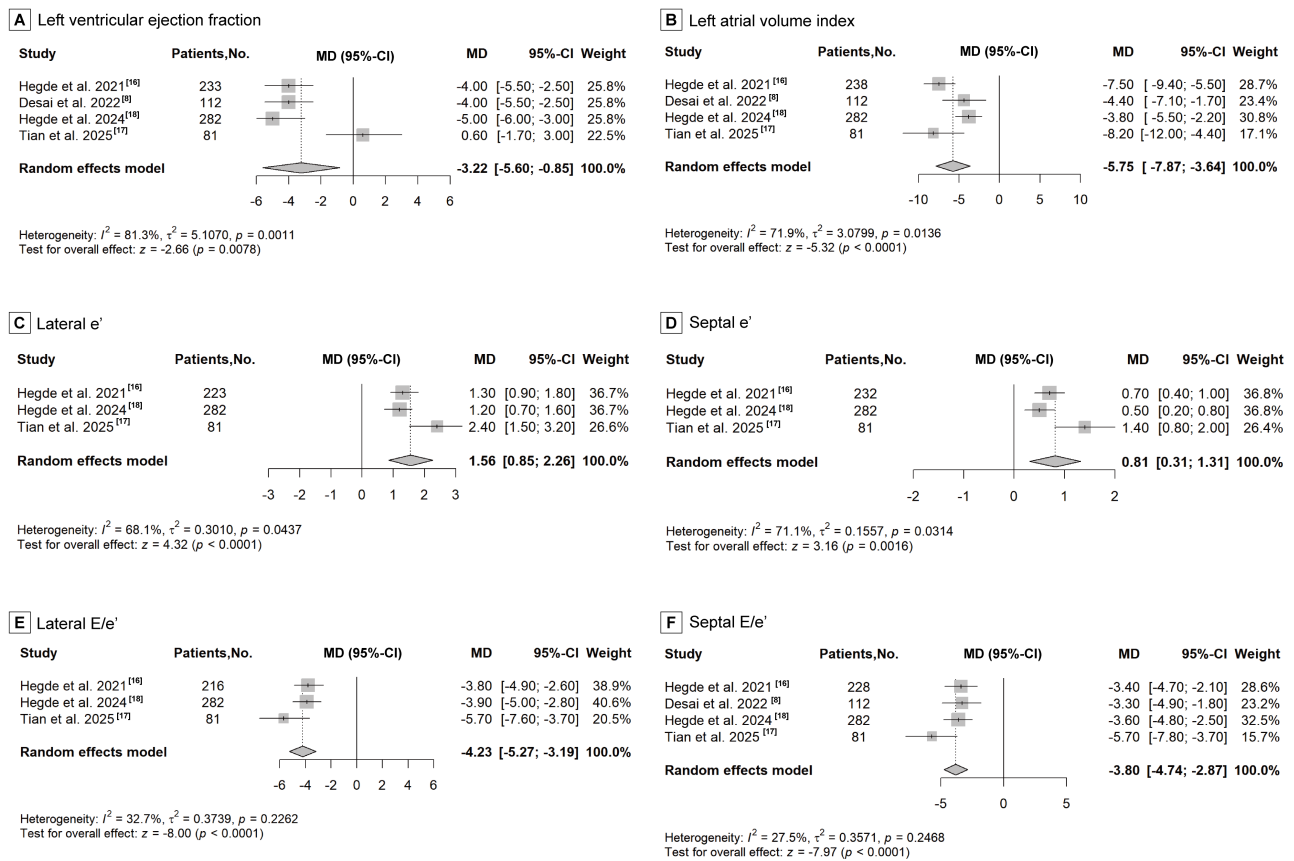 A Left ventricular ejection fraction
Study Patients,No. MD (95%-CI) MD 95%-CI Weight
Hegde et al. 2021[16] 233 -4.00 [-5.50; -2.50] 25.8%
Desai et al. 2022[8] 112 -4.00 [-5.50; -2.50] 25.8%
Hegde et al. 2024[18] 282 -5.00 [-6.00; -3.00] 25.8%
Tian et al. 2025[17] 81 0.60 [-1.70; 3.00] 22.5%
Random effects model -3.22 [-5.60; -0.85] 100.0%
-6 -4 -2 0 2 4 6
Heterogeneity: I2 = 81.3%, τ2 = 5.1070, p = 0.0011
Test for overall effect: z = -2.66 (p = 0.0078)
B Left atrial volume index
Study Patients,No. MD (95%-CI) MD 95%-CI Weight
Hegde et al. 2021[16] 238 -7.50 [-9.40; -5.50] 28.7%
Desai et al. 2022[8] 112 -4.40 [-7.10; -1.70] 23.4%
Hegde et al. 2024[18] 282 -3.80 [-5.50; -2.20] 30.8%
Tian et al. 2025[17] 81 -8.20 [-12.00; -4.40] 17.1%
Random effects model -5.75 [-7.87; -3.64] 100.0%
-10 -5 0 5 10
Heterogeneity: I2 = 71.9%, τ2 = 3.0799, p = 0.0136
Test for overall effect: z = -5.32 (p < 0.0001)
C Lateral e’
Study Patients,No. MD (95%-CI) MD 95%-CI Weight
Hegde et al. 2021[16] 223 1.30 [0.90; 1.80] 36.7%
Hegde et al. 2024[18] 282 1.20 [0.70; 1.60] 36.7%
Tian et al. 2025[17] 81 2.40 [1.50; 3.20] 26.6%
Random effects model 1.56 [0.85; 2.26] 100.0%
-3 -2 -1 0 1 2 3
Heterogeneity: I2 = 68.1%, τ2 = 0.3010, p = 0.0437
Test for overall effect: z = 4.32 (p < 0.0001)
D Septal e’
Study Patients,No. MD (95%-CI) MD 95%-CI Weight
Hegde et al. 2021[16] 232 0.70 [0.40; 1.00] 36.8%
Hegde et al. 2024[18] 282 0.50 [0.20; 0.80] 36.8%
Tian et al. 2025[17] 81 1.40 [0.80; 2.00] 26.4%
Random effects model 0.81 [0.31; 1.31] 100.0%
-2 -1 0 1 2
Heterogeneity: I2 = 71.1%, τ2 = 0.1557, p = 0.0314
Test for overall effect: z = 3.16 (p = 0.0016)
E Lateral E/e’
Study Patients,No. MD (95%-CI) MD 95%-CI Weight
Hegde et al. 2021[16] 216 -3.80 [-4.90; -2.60] 38.9%
Hegde et al. 2024[18] 282 -3.90 [-5.00; -2.80] 40.6%
Tian et al. 2025[17] 81 -5.70 [-7.60; -3.70] 20.5%
Random effects model -4.23 [-5.27; -3.19] 100.0%
-6 -4 -2 0 2 4 6
Heterogeneity: I2 = 32.7%, τ2 = 0.3739, p = 0.2262
Test for overall effect: z = -8.00 (p < 0.0001)
F Septal E/e’
Study Patients,No. MD (95%-CI) MD 95%-CI Weight
Hegde et al. 2021[16] 228 -3.40 [-4.70; -2.10] 28.6%
Desai et al. 2022[8] 112 -3.30 [-4.90; -1.80] 23.2%
Hegde et al. 2024[18] 282 -3.60 [-4.80; -2.50] 32.5%
Tian et al. 2025[17] 81 -5.70 [-7.80; -3.70] 15.7%
Random effects model -3.80 [-4.74; -2.87] 100.0%
-5 0 5
Heterogeneity: I2 = 27.5%, τ2 = 0.3571, p = 0.2468
Test for overall effect: z = -7.97 (p < 0.0001)